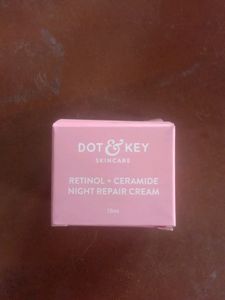 DOT & KEY
SKINCARE
RETINOL + CERAMIDE
NIGHT REPAIR CREAM